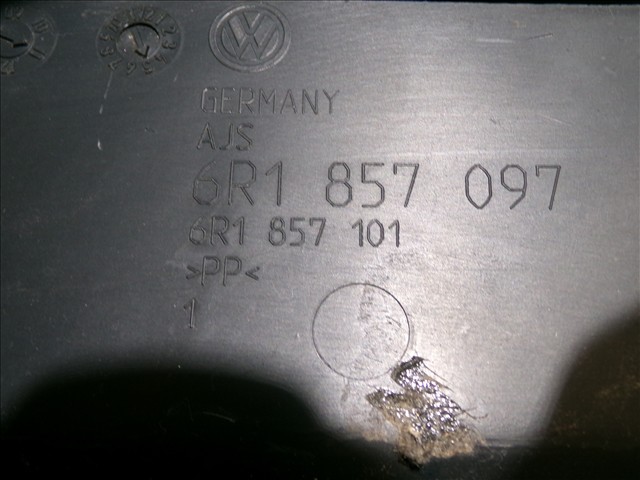 GERMANY
AJS
6R1 857 097
6R1 857 101
>PP<
1